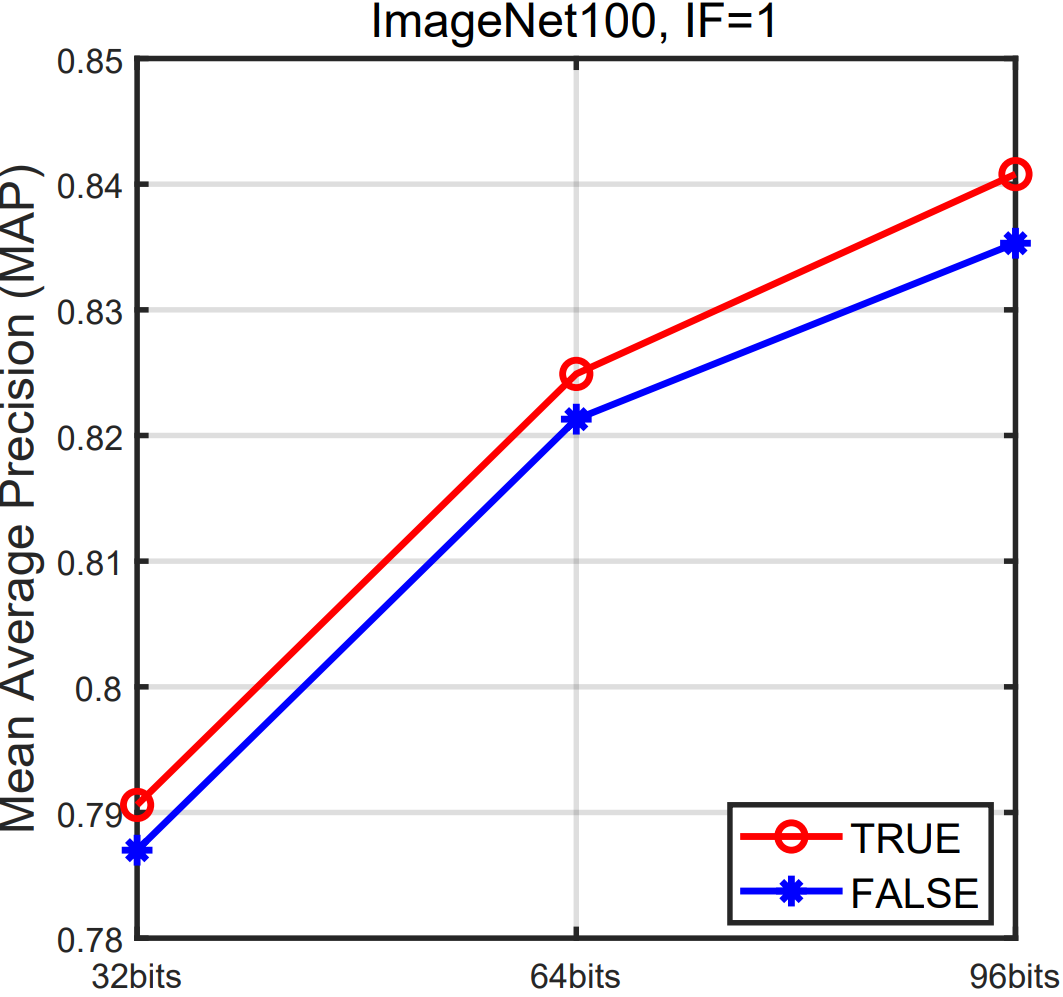 ImageNet100, IF=1
Mean Average Precision (MAP)
0.85
0.84
0.83
0.82
0.81
0.8
0.79
0.78
32bits
64bits
96bits
TRUE
FALSE